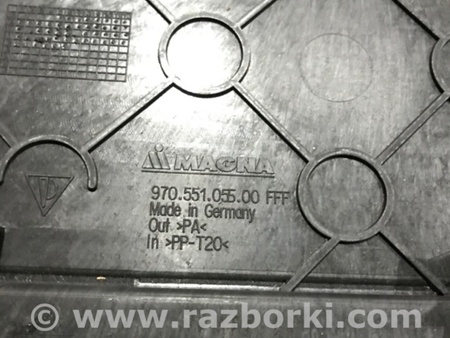 MAGNA
970.551.055.00 FFF
Made in Germany
Out >PA<
In >PP-T20<
© www.razborki.com